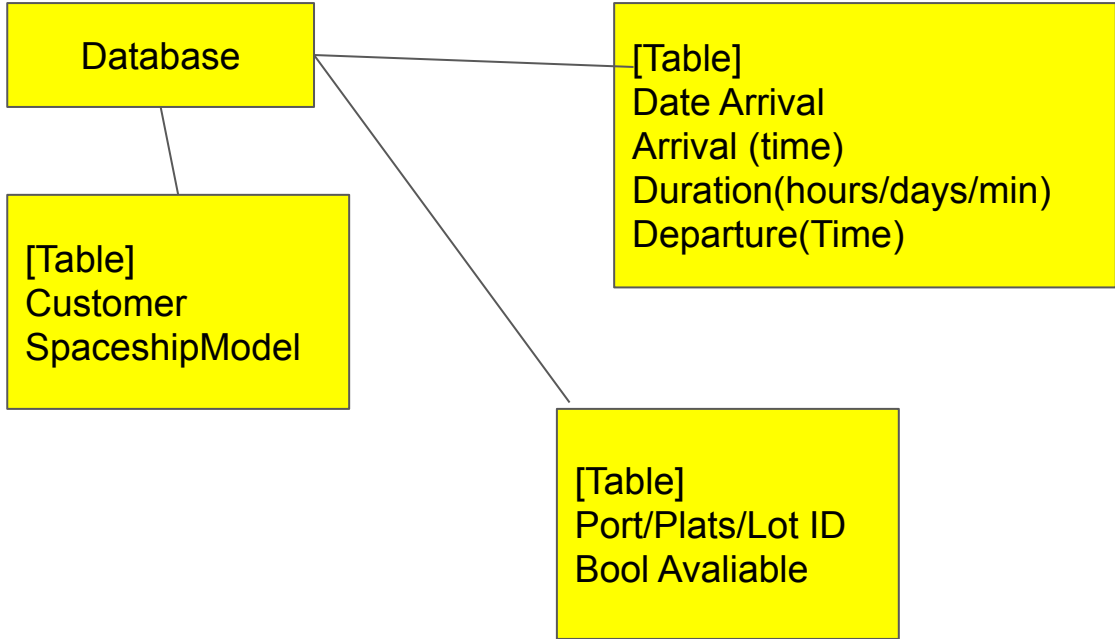 Database
[Table]
Date Arrival
Arrival (time)
Duration(hours/days/min)
Departure(Time)
[Table]
Customer
SpaceshipModel
[Table]
Port/Plats/Lot ID
Bool Avaliable